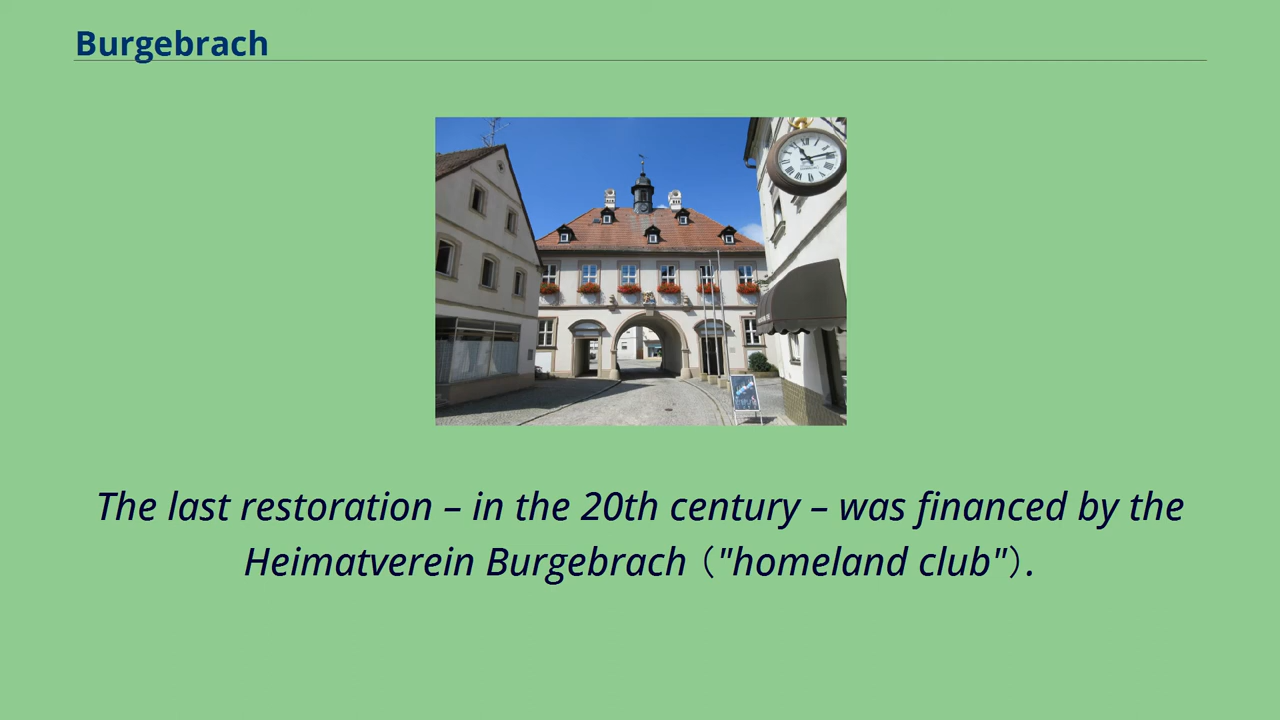 Burgebrach
The last restoration – in the 20th century – was financed by the
Heimatverein Burgebrach（"homeland club"）.